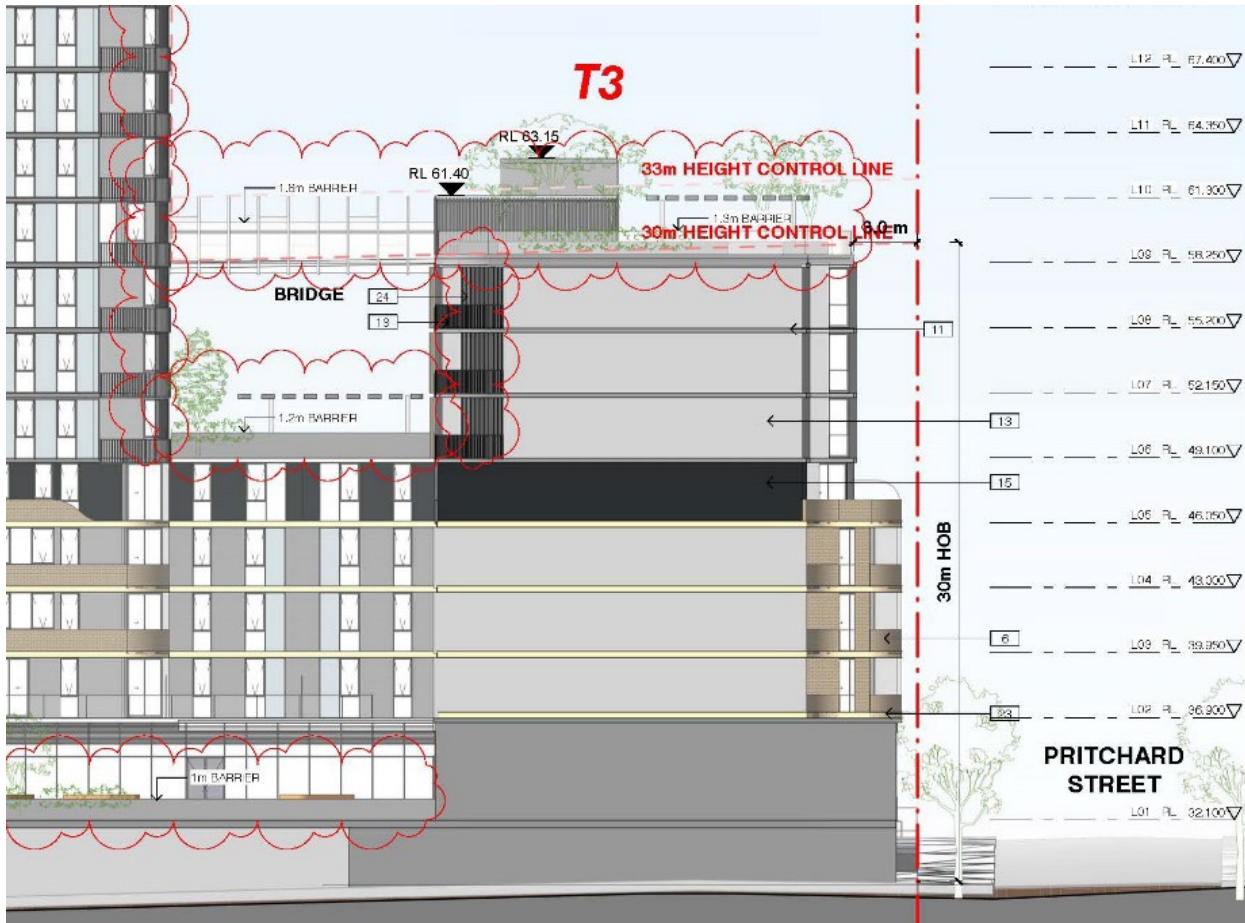 T3
L12 RL 67.400
L11 RL 64.350
RL 63.15
33m HEIGHT CONTROL LINE
RL 61.40
1.8m BARRIER
L10 RL 61.300
1.3m BARRIER
30m HEIGHT CONTROL LINE
3.0 m
L09 RL 58.250
BRIDGE
24
19
11
L08 RL 55.200
L07 RL 52.150
1.2m BARRIER
13
L06 RL 49.100
15
L05 RL 46.050
30m HOB
L04 RL 43.000
6
L03 RL 39.950
23
L02 RL 36.900
PRITCHARD
STREET
1m BARRIER
L01 RL 32.100